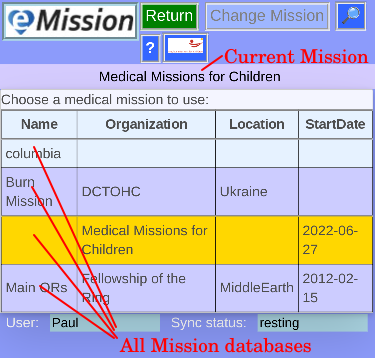 eMission
Return
Change Mission
?
Current Mission
Medical Missions for Children
Choose a medical mission to use:
Name Organization Location StartDate
columbia
Burn Mission DCTOHC Ukraine
Medical Missions for Children 2022-06-27
Main ORs Fellowship of the Ring MiddleEarth 2012-02-15
User: Paul Sync status: resting
All Mission databases